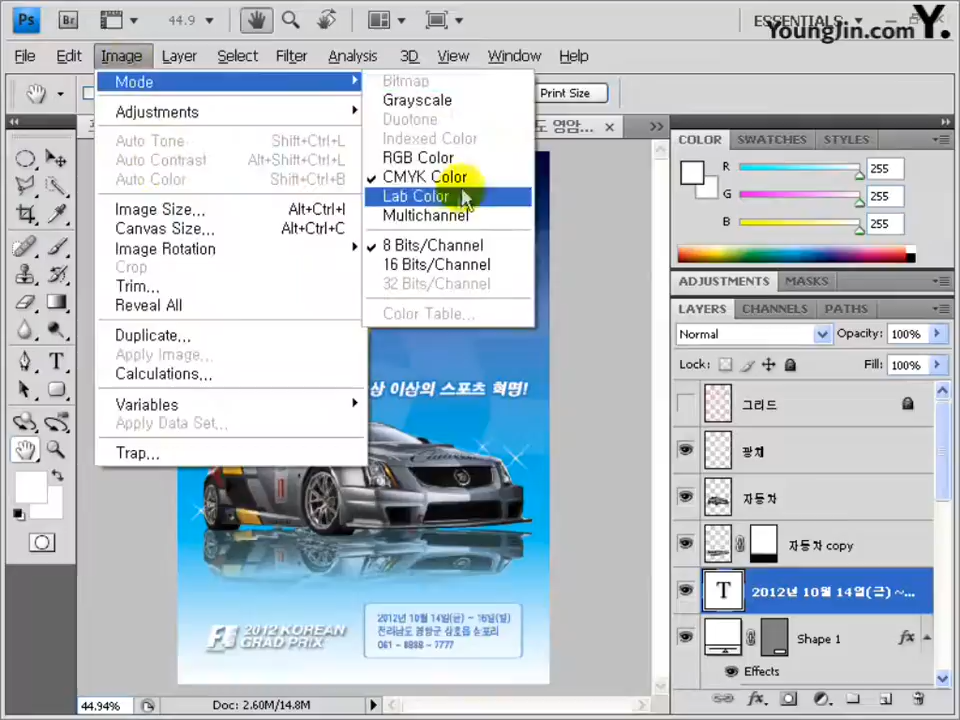 Ps Br 44.9 ESSENTIALS
YoungJin.com Y.
File Edit Image Layer Select Filter Analysis 3D View Window Help
Print Size
Mode
Adjustments
Auto Tone Shift+Ctrl+L
Auto Contrast Alt+Shift+Ctrl+L
Auto Color Shift+Ctrl+B
Image Size... Alt+Ctrl+I
Canvas Size... Alt+Ctrl+C
Image Rotation
Crop
Trim...
Reveal All
Duplicate...
Apply Image...
Calculations...
Variables
Apply Data Set...
Trap...
Bitmap
Grayscale
Duotone
Indexed Color
RGB Color
CMYK Color
Lab Color
Multichannel
8 Bits/Channel
16 Bits/Channel
32 Bits/Channel
Color Table...
도 영암... ×
상 이상의 스포츠 혁명!
2012 KOREAN
GRAND PRIX
2012년 10월 14일(금) - 16일(일)
전라남도 영암군 삼호읍 삼포리
061 - 8888 - 7777
COLOR SWATCHES STYLES
R 255
G 255
B 255
ADJUSTMENTS MASKS
LAYERS CHANNELS PATHS
Normal Opacity: 100%
Lock: Fill: 100%
그리드
광채
자동차
자동차 copy
T 2012년 10월 14일(금) ~...
Shape 1 fx
Effects
44.94% Doc: 2.60M/14.8M